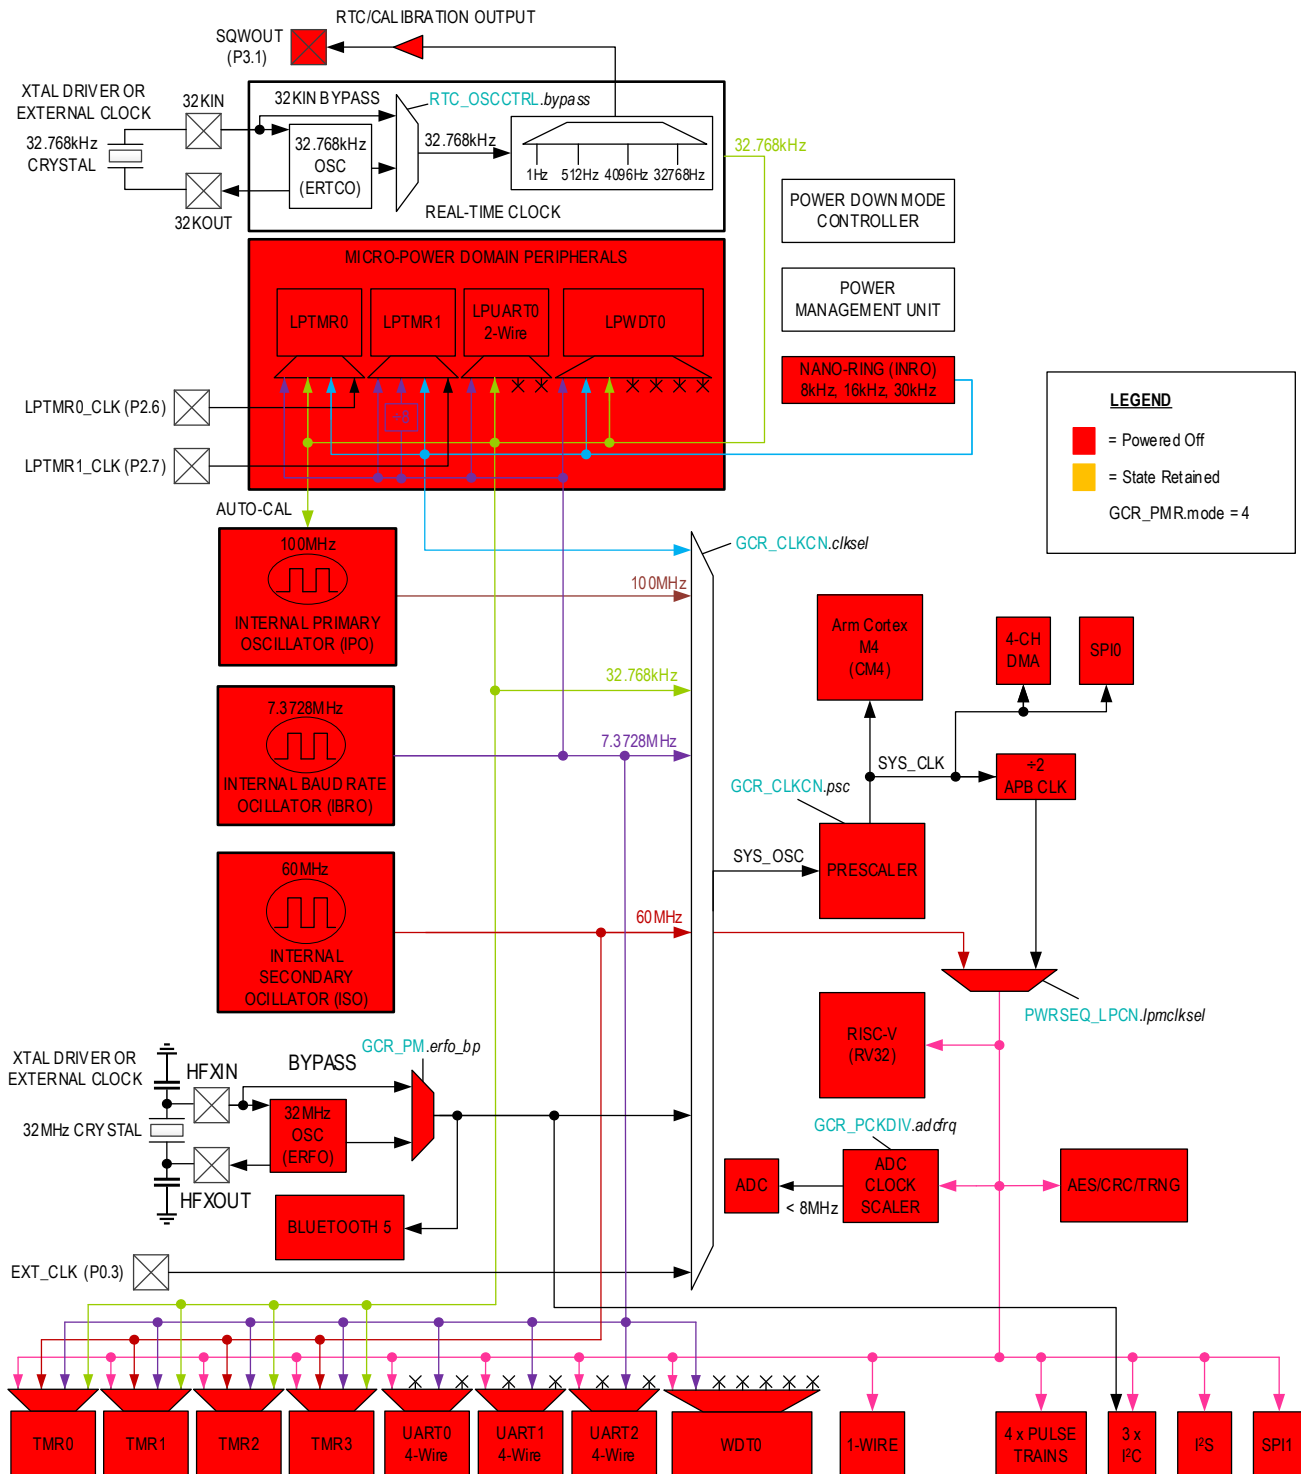 RTC/CALIBRATION OUTPUT
SQWOUT
(P3.1)
XTAL DRIVER OR
EXTERNAL CLOCK
32KIN
32KIN BYPASS
RTC_OSCCTRL.bypass
32.768kHz
CRYSTAL
32.768kHz
OSC
(ERTCO)
32.768kHz
1Hz
512Hz
4096Hz
32768Hz
32.768kHz
32KOUT
REAL-TIME CLOCK
POWER DOWN MODE
CONTROLLER
MICRO-POWER DOMAIN PERIPHERALS
POWER
MANAGEMENT UNIT
LPTMR0
LPTMR1
LPUART0
2-Wire
LPWDT0
NANO-RING (INRO)
8kHz, 16kHz, 30kHz
LPTMR0_CLK (P2.6)
÷8
LPTMR1_CLK (P2.7)
LEGEND
= Powered Off
= State Retained
GCR_PMR.mode = 4
AUTO-CAL
100MHz
INTERNAL PRIMARY
OSCILLATOR (IPO)
GCR_CLKCN.clksel
100MHz
Arm Cortex
M4
(CM4)
4-CH
DMA
SPI0
32.768kHz
7.3728MHz
INTERNAL BAUD RATE
OCILLATOR (IBRO)
7.3728MHz
SYS_CLK
÷2
APB CLK
GCR_CLKCN.psc
SYS_OSC
PRESCALER
60MHz
INTERNAL
SECONDARY
OCILLATOR (ISO)
60MHz
PWRSEQ_LPCN.lpmclksel
RISC-V
(RV32)
XTAL DRIVER OR
EXTERNAL CLOCK
HFXIN
BYPASS
GCR_PM.erfo_bp
32MHz CRYSTAL
32MHz
OSC
(ERFO)
HFXOUT
BLUETOOTH 5
GCR_PCKDIV.adcfrq
ADC
< 8MHz
ADC
CLOCK
SCALER
AES/CRC/TRNG
EXT_CLK (P0.3)
TMR0
TMR1
TMR2
TMR3
UART0
4-Wire
UART1
4-Wire
UART2
4-Wire
WDT0
1-WIRE
4 x PULSE
TRAINS
3 x
I²C
I²S
SPI1